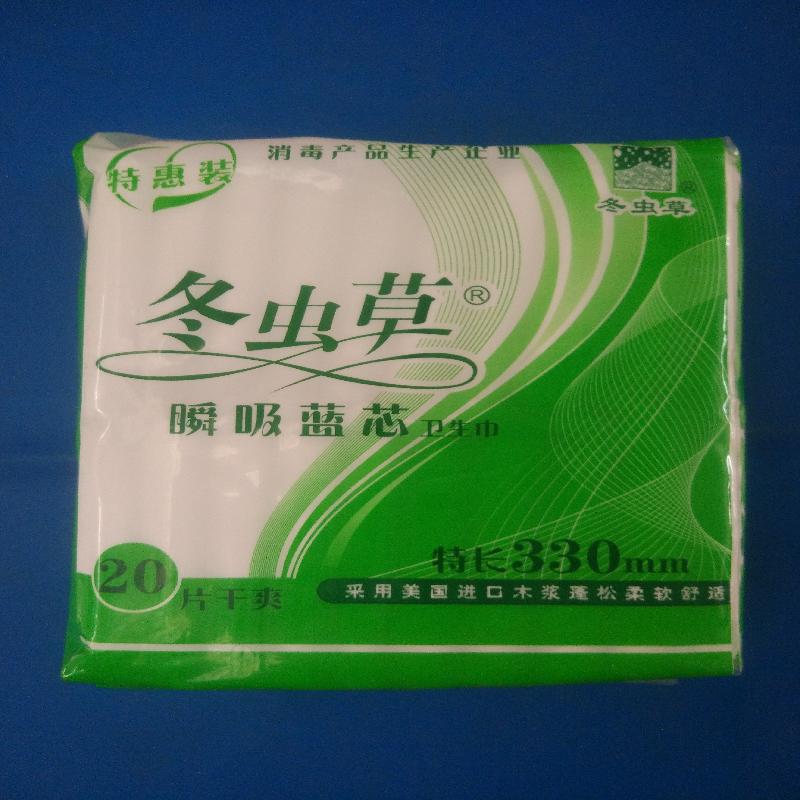 特惠装
消毒产品生产企业
冬虫草®
冬虫草®
瞬吸蓝芯 卫生巾
特长330mm
20片干爽
采用美国进口木浆蓬松柔软舒适